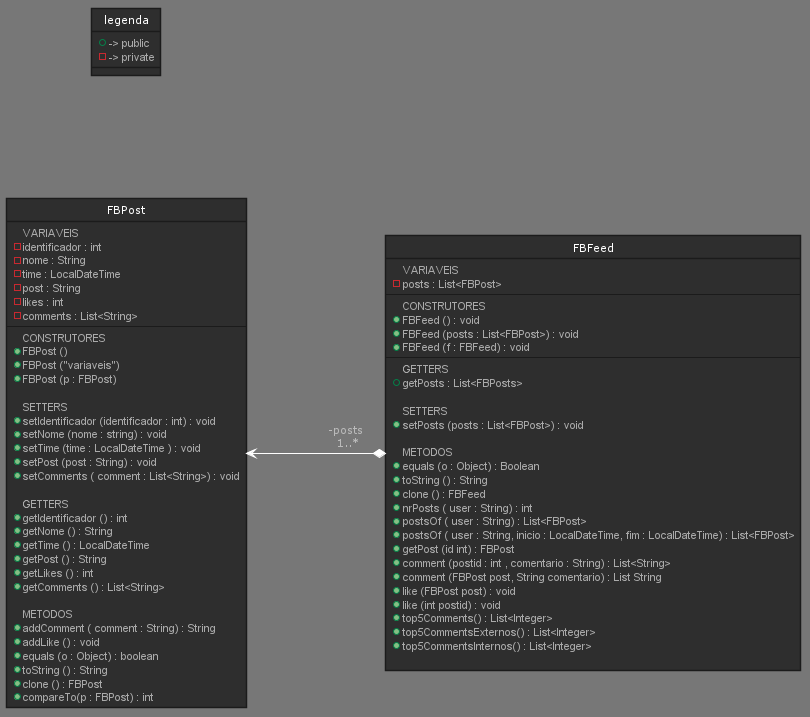 legenda
-> public
-> private
FBPost
VARIAVEIS
identificador : int
nome : String
time : LocalDateTime
post : String
likes : int
comments : List<String>
CONSTRUTORES
FBPost ()
FBPost ("variaveis")
FBPost (p : FBPost)
SETTERS
setIdentificador (identificador : int) : void
setNome (nome : string) : void
setTime (time : LocalDateTime ) : void
setPost (post : String) : void
setComments ( comment : List<String>) : void
GETTERS
getIdentificador () : int
getNome () : String
getTime () : LocalDateTime
getPost () : String
getLikes () : int
getComments () : List<String>
METODOS
addComment ( comment : String) : String
addLike () : void
equals (o : Object) : boolean
toString () : String
clone () : FBPost
compareTo(p : FBPost) : int
-posts
1..*
FBFeed
VARIAVEIS
posts : List<FBPost>
CONSTRUTORES
FBFeed () : void
FBFeed (posts : List<FBPost>) : void
FBFeed (f : FBFeed) : void
GETTERS
getPosts : List<FBPosts>
SETTERS
setPosts (posts : List<FBPost>) : void
METODOS
equals (o : Object) : Boolean
toString () : String
clone () : FBFeed
nrPosts ( user : String) : int
postsOf ( user : String) : List<FBPost>
postsOf ( user : String, inicio : LocalDateTime, fim : LocalDateTime) : List<FBPost>
getPost (id int) : FBPost
comment (postid : int , comentario : String) : List<String>
comment (FBPost post, String comentario) : List String
like (FBPost post) : void
like (int postid) : void
top5Comments() : List<Integer>
top5CommentsExternos() : List<Integer>
top5CommentsInternos() : List<Integer>